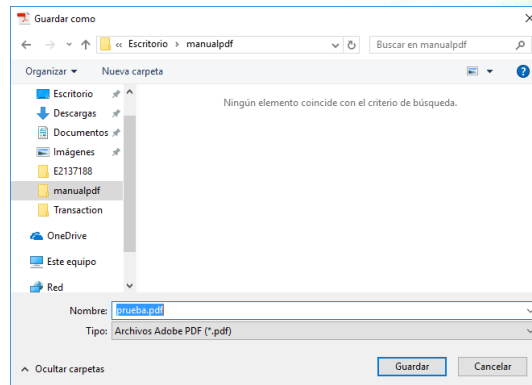 Guardar como
« Escritorio › manualpdf
Buscar en manualpdf
Organizar
Nueva carpeta
Escritorio
Descargas
Documentos
Imágenes
E2137188
manualpdf
Transaction
OneDrive
Este equipo
Red
Ningún elemento coincide con el criterio de búsqueda.
Nombre: prueba.pdf
Tipo: Archivos Adobe PDF (*.pdf)
Ocultar carpetas
Guardar
Cancelar